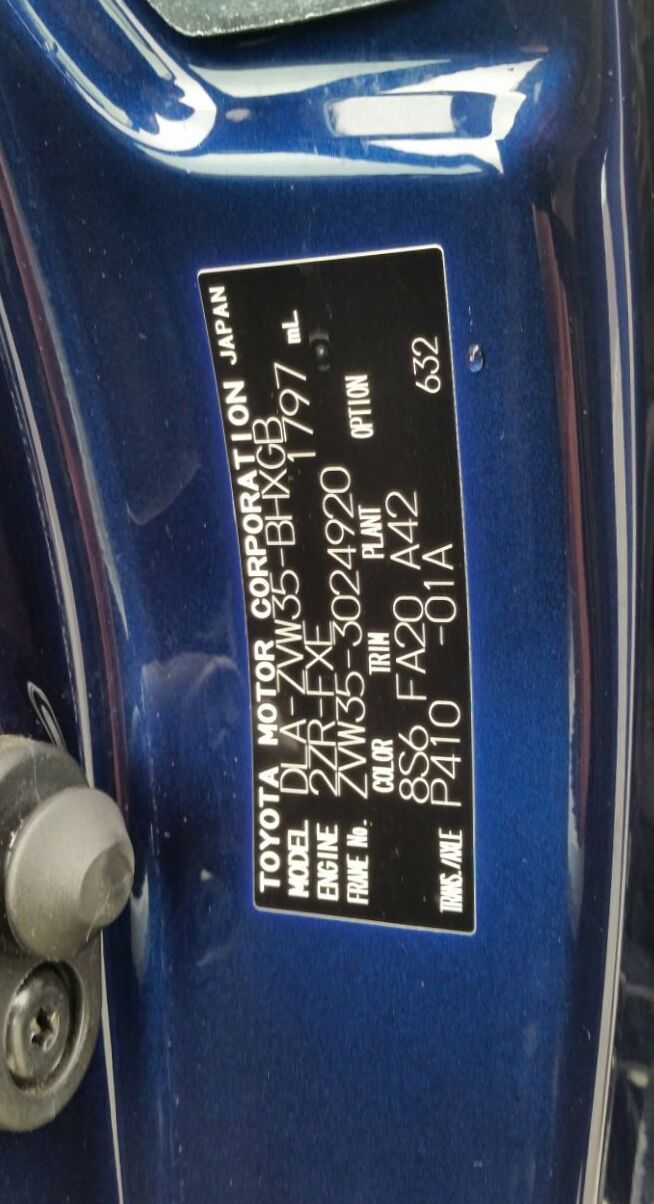 TOYOTA MOTOR CORPORATION JAPAN
MODEL DLA-ZVW35-BHXGB
ENGINE 2ZR-FXE 1797 mL
FRAME No. ZVW35-3024920
COLOR TRIM PLANT OPTION
8S6 FA20 A42 632
TRANS./AXLE P410 -01A